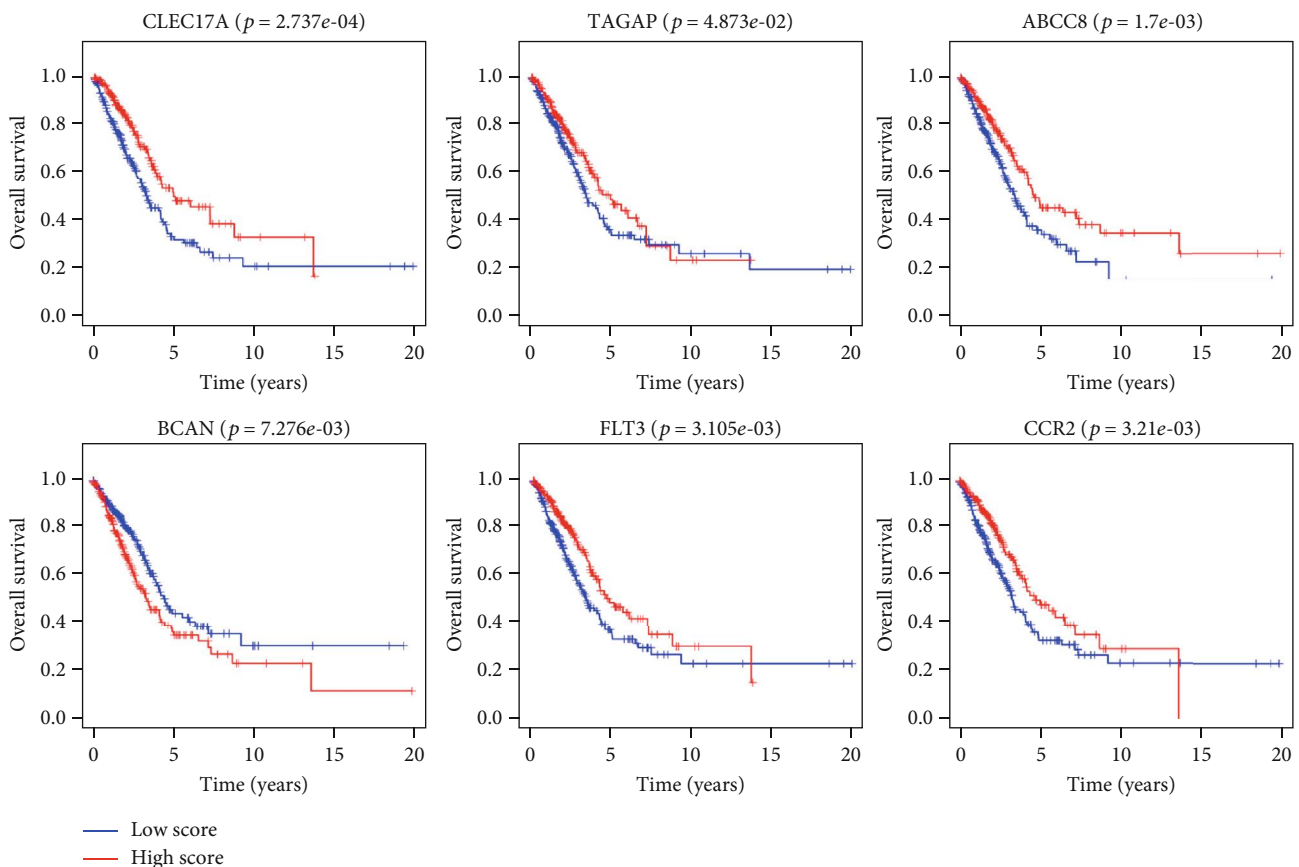 CLEC17A (p = 2.737e-04)
Overall survival
1.0
0.8
0.6
0.4
0.2
0.0
0 5 10 15 20
Time (years)
TAGAP (p = 4.873e-02)
Overall survival
1.0
0.8
0.6
0.4
0.2
0.0
0 5 10 15 20
Time (years)
ABCC8 (p = 1.7e-03)
Overall survival
1.0
0.8
0.6
0.4
0.2
0.0
0 5 10 15 20
Time (years)
BCAN (p = 7.276e-03)
Overall survival
1.0
0.8
0.6
0.4
0.2
0.0
0 5 10 15 20
Time (years)
FLT3 (p = 3.105e-03)
Overall survival
1.0
0.8
0.6
0.4
0.2
0.0
0 5 10 15 20
Time (years)
CCR2 (p = 3.21e-03)
Overall survival
1.0
0.8
0.6
0.4
0.2
0.0
0 5 10 15 20
Time (years)
Low score
High score